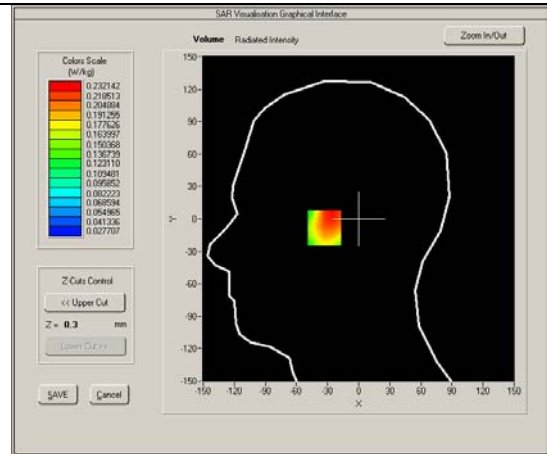 SAR Visualisation Graphical Interface
Volume Radiated Intensity
Zoom In/Out
Colors Scale
(W/kg)
0.232142
0.218513
0.204884
0.191255
0.177626
0.163997
0.150368
0.136739
0.123110
0.109481
0.095852
0.082223
0.068594
0.054965
0.041336
0.027707
Z Cuts Control
<< Upper Cut
Z = 0.3 mm
Lower Cut >>
SAVE
Cancel
150
120
90
60
30
0
-30
-60
-90
-120
-150
Y
-150 -120 -90 -60 -30 0 30 60 90 120 150
X